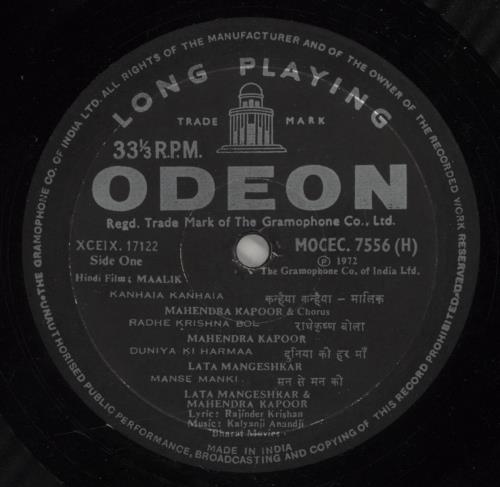 UNAUTHORISED PUBLIC PERFORMANCE, BROADCASTING AND COPYING OF THIS RECORD PROHIBITED • THE GRAMOPHONE CO. OF INDIA LTD. ALL RIGHTS OF THE MANUFACTURER AND OF THE OWNER OF THE RECORDED WORK RESERVED
LONG PLAYING
TRADE MARK
33⅓ R.P.M.
ODEON
Regd. Trade Mark of The Gramophone Co., Ltd.
XCEIX. 17122 MOCEC. 7556 (H)
Side One ℗ 1972
The Gramophone Co. of India Ltd.
Hindi Film: MAALIK
KANHAIA KANHAIA कन्हैया कन्हैया - मालिक
MAHENDRA KAPOOR & Chorus
RADHE KRISHNA BOL राधेकृष्ण बोला
MAHENDRA KAPOOR
DUNIYA KI HARMAA दुनिया की हर माँ
LATA MANGESHKAR
MANSE MANKI मन से मन को
LATA MANGESHKAR &
MAHENDRA KAPOOR
Lyric: Rajinder Krishan
Music: Kalyanji Anandji
Bharat Movies
MADE IN INDIA